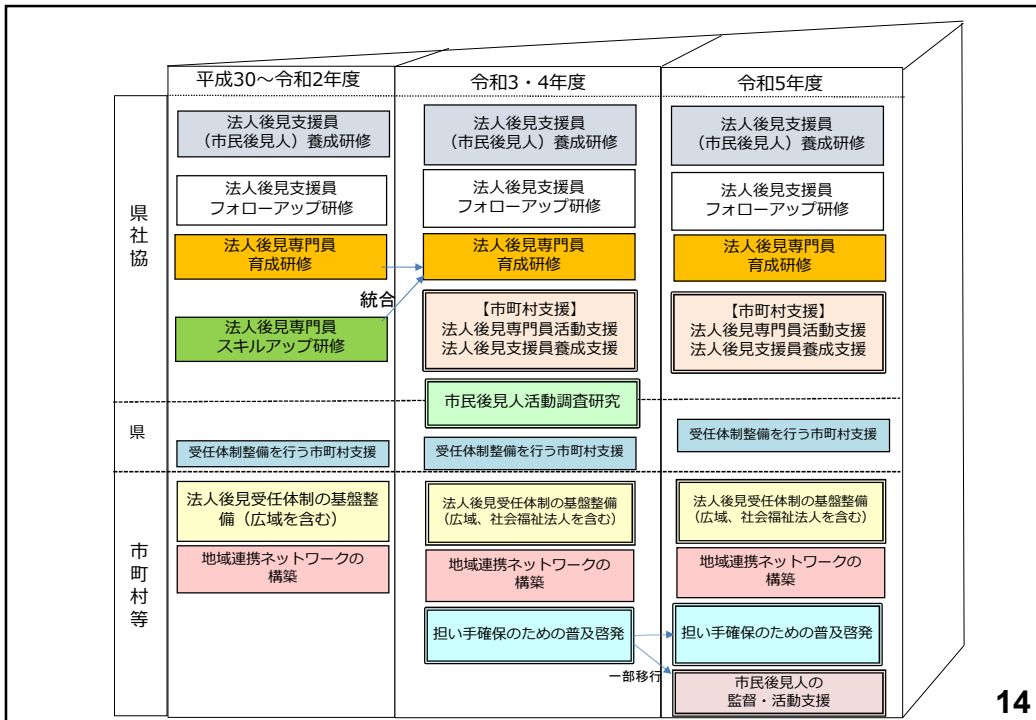 平成30～令和2年度
令和3・4年度
令和5年度
県社協
法人後見支援員
（市民後見人）養成研修
法人後見支援員
（市民後見人）養成研修
法人後見支援員
（市民後見人）養成研修
法人後見支援員
フォローアップ研修
法人後見支援員
フォローアップ研修
法人後見支援員
フォローアップ研修
法人後見専門員
育成研修
法人後見専門員
育成研修
法人後見専門員
育成研修
統合
法人後見専門員
スキルアップ研修
【市町村支援】
法人後見専門員活動支援
法人後見支援員養成支援
【市町村支援】
法人後見専門員活動支援
法人後見支援員養成支援
市民後見人活動調査研究
県
受任体制整備を行う市町村支援
受任体制整備を行う市町村支援
受任体制整備を行う市町村支援
市町村等
法人後見受任体制の基盤整
備（広域を含む）
法人後見受任体制の基盤整備
（広域、社会福祉法人を含む）
法人後見受任体制の基盤整備
（広域、社会福祉法人を含む）
地域連携ネットワークの
構築
地域連携ネットワークの
構築
地域連携ネットワークの
構築
担い手確保のための普及啓発
担い手確保のための普及啓発
一部移行
市民後見人の
監督・活動支援
14